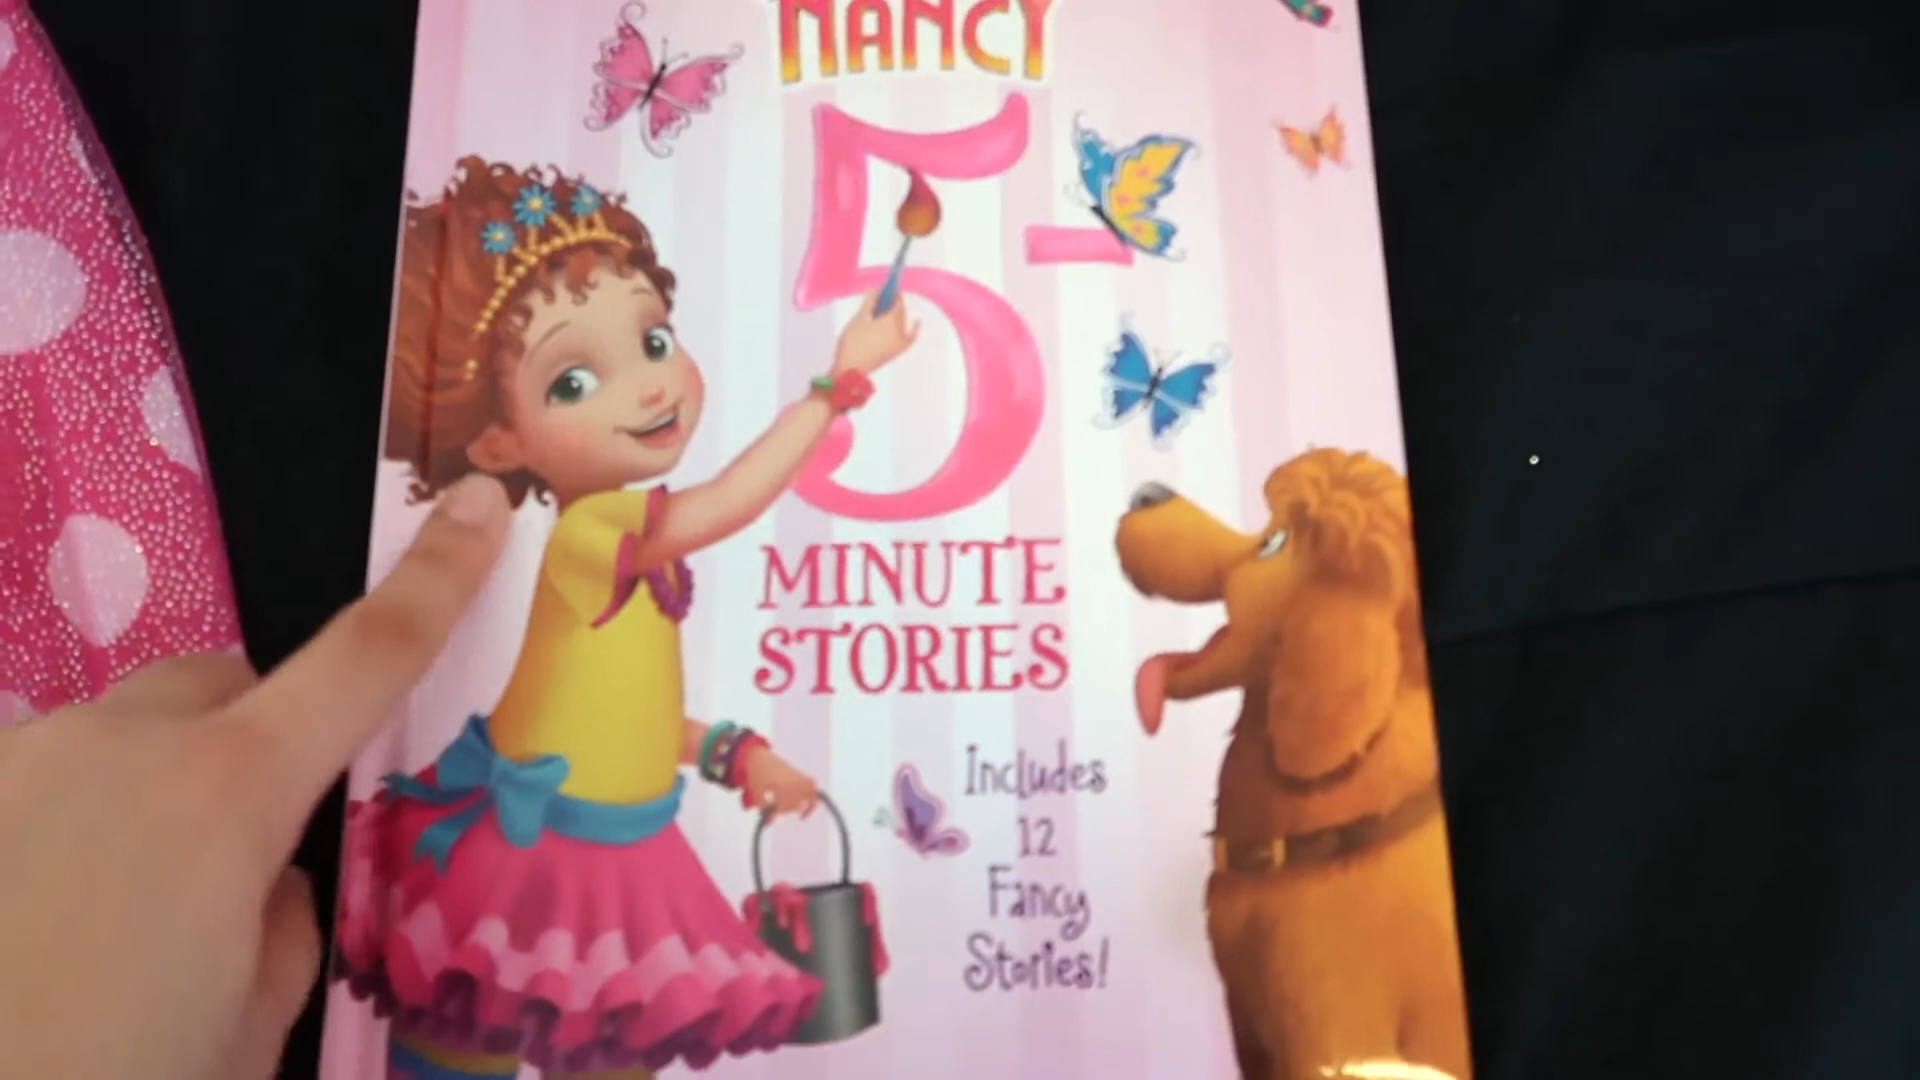 NANCY
5-
MINUTE
STORIES
Includes
12
Fancy
Stories!